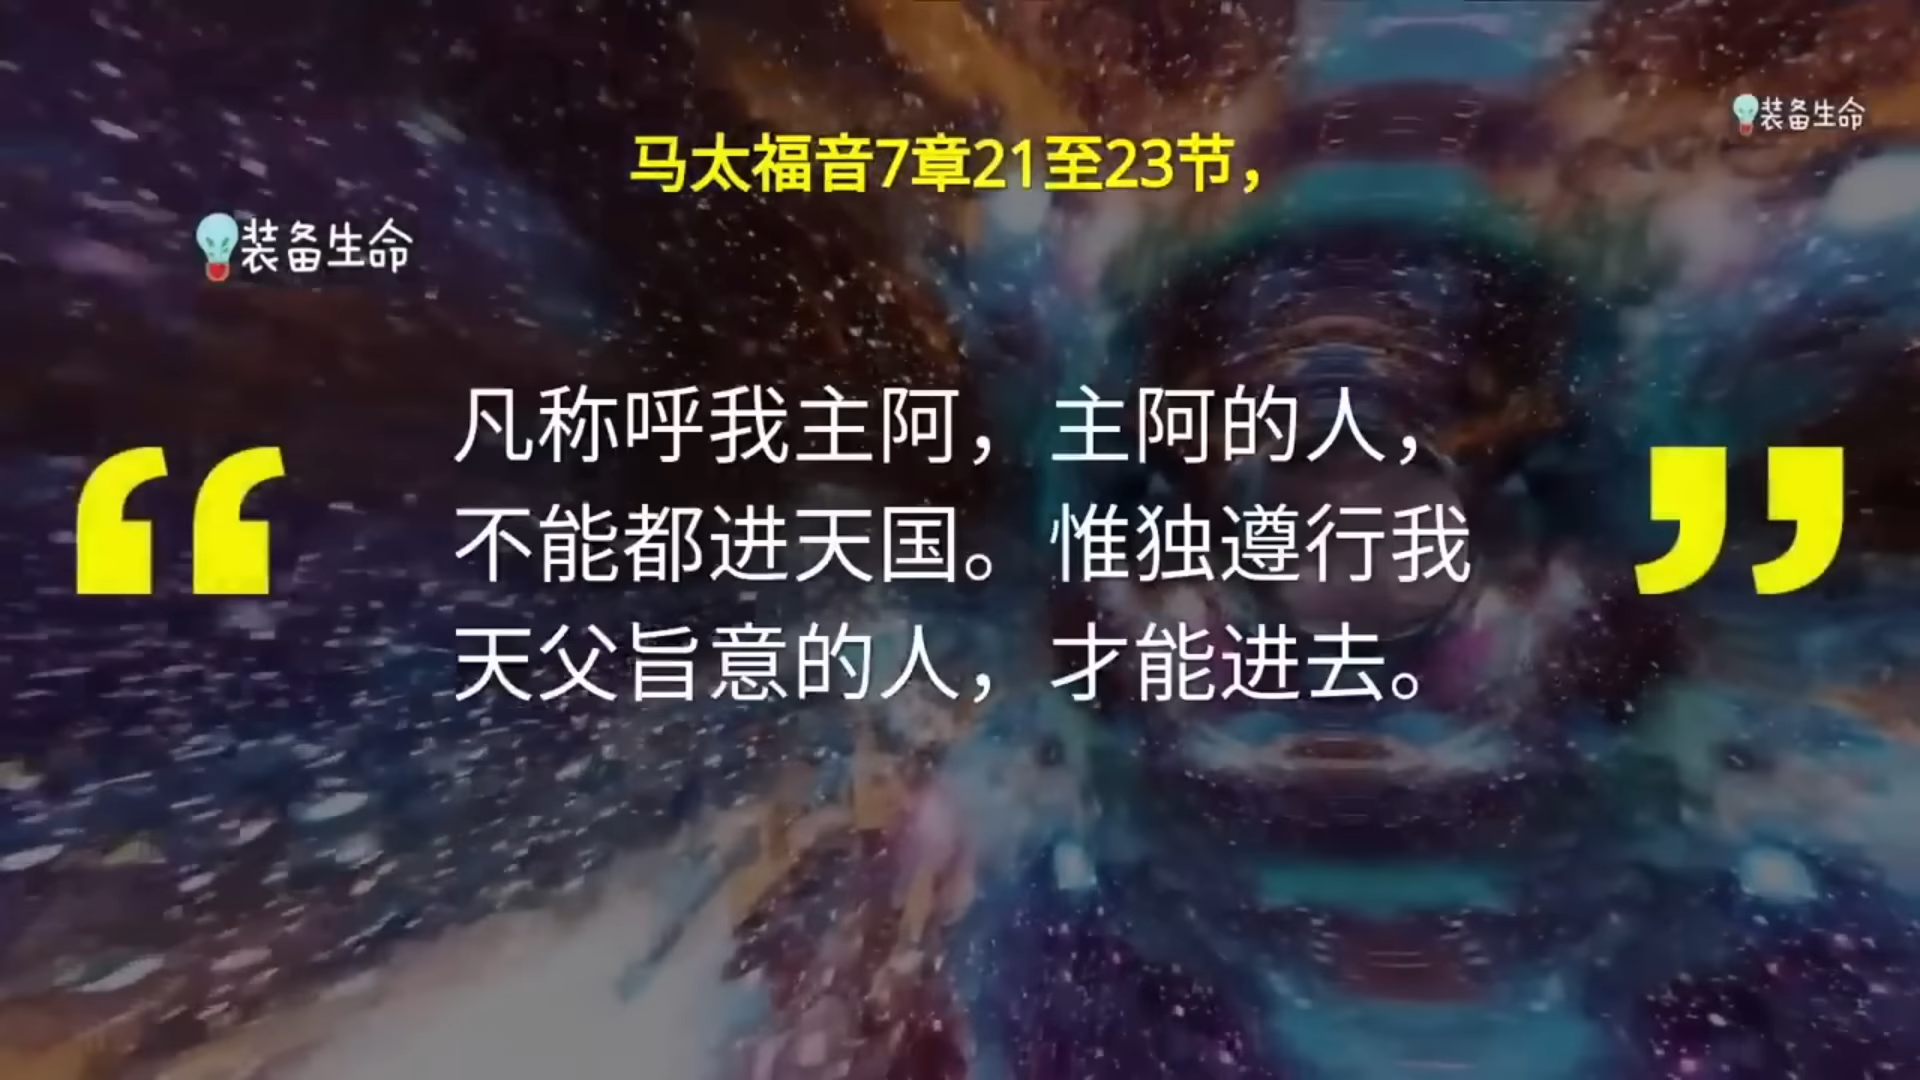 装备生命
马太福音7章21至23节，
装备生命
“
凡称呼我主阿，主阿的人，
不能都进天国。惟独遵行我
天父旨意的人，才能进去。
”